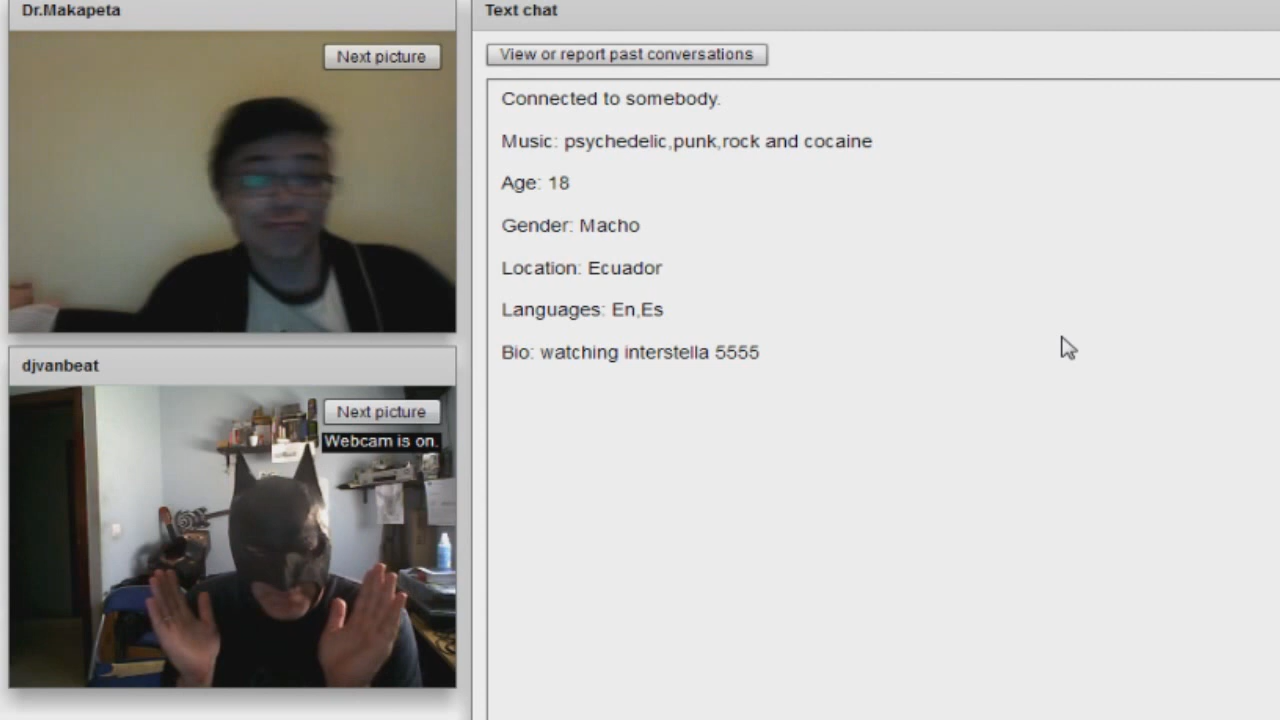 Dr.Makapeta
Next picture
djvanbeat
Next picture
Webcam is on.
Text chat
View or report past conversations
Connected to somebody.
Music: psychedelic,punk,rock and cocaine
Age: 18
Gender: Macho
Location: Ecuador
Languages: En,Es
Bio: watching interstella 5555